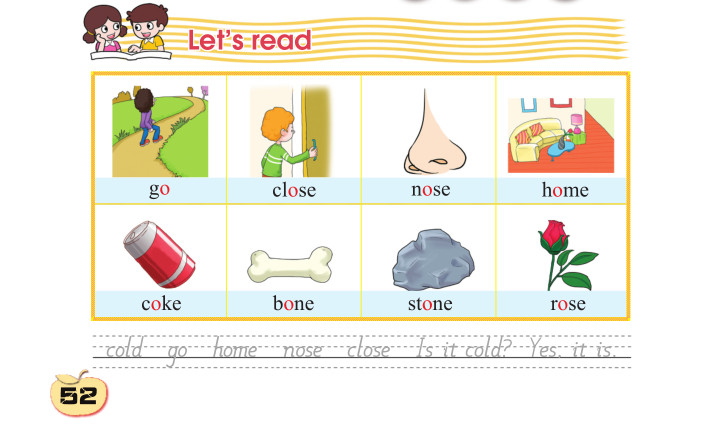 Let's read
go close nose home
coke bone stone rose
cold go home nose close Is it cold? Yes. it is.
52